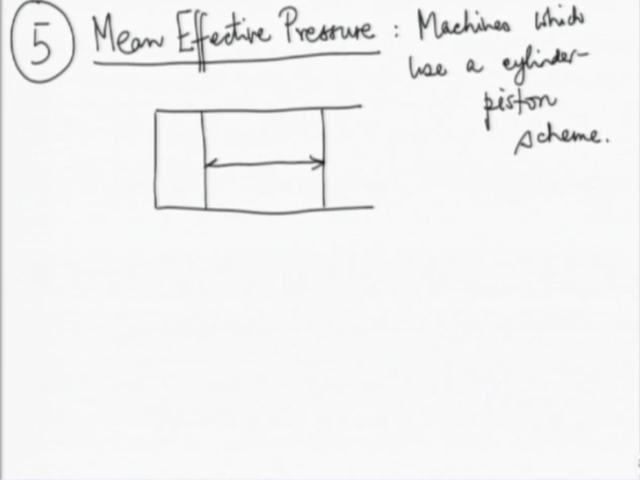 5 Mean Effective Pressure : Machines which
use a cylinder-
piston
scheme.